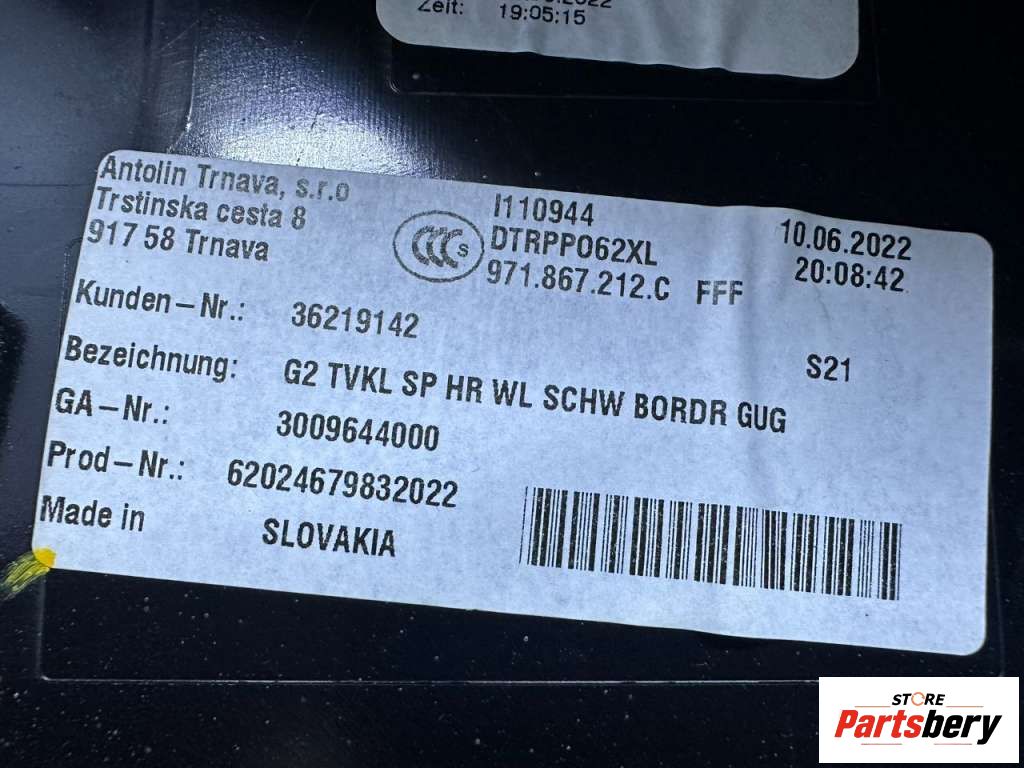 Zeit: 19:05:15
Antolin Trnava, s.r.o
Trstinska cesta 8
917 58 Trnava
CCC S
I110944
DTRPPO62XL
971.867.212.C FFF
10.06.2022
20:08:42
Kunden-Nr.: 36219142
S21
Bezeichnung: G2 TVKL SP HR WL SCHW BORDR GUG
GA-Nr.: 3009644000
Prod-Nr.: 62024679832022
Made in SLOVAKIA
STORE
Partsbery